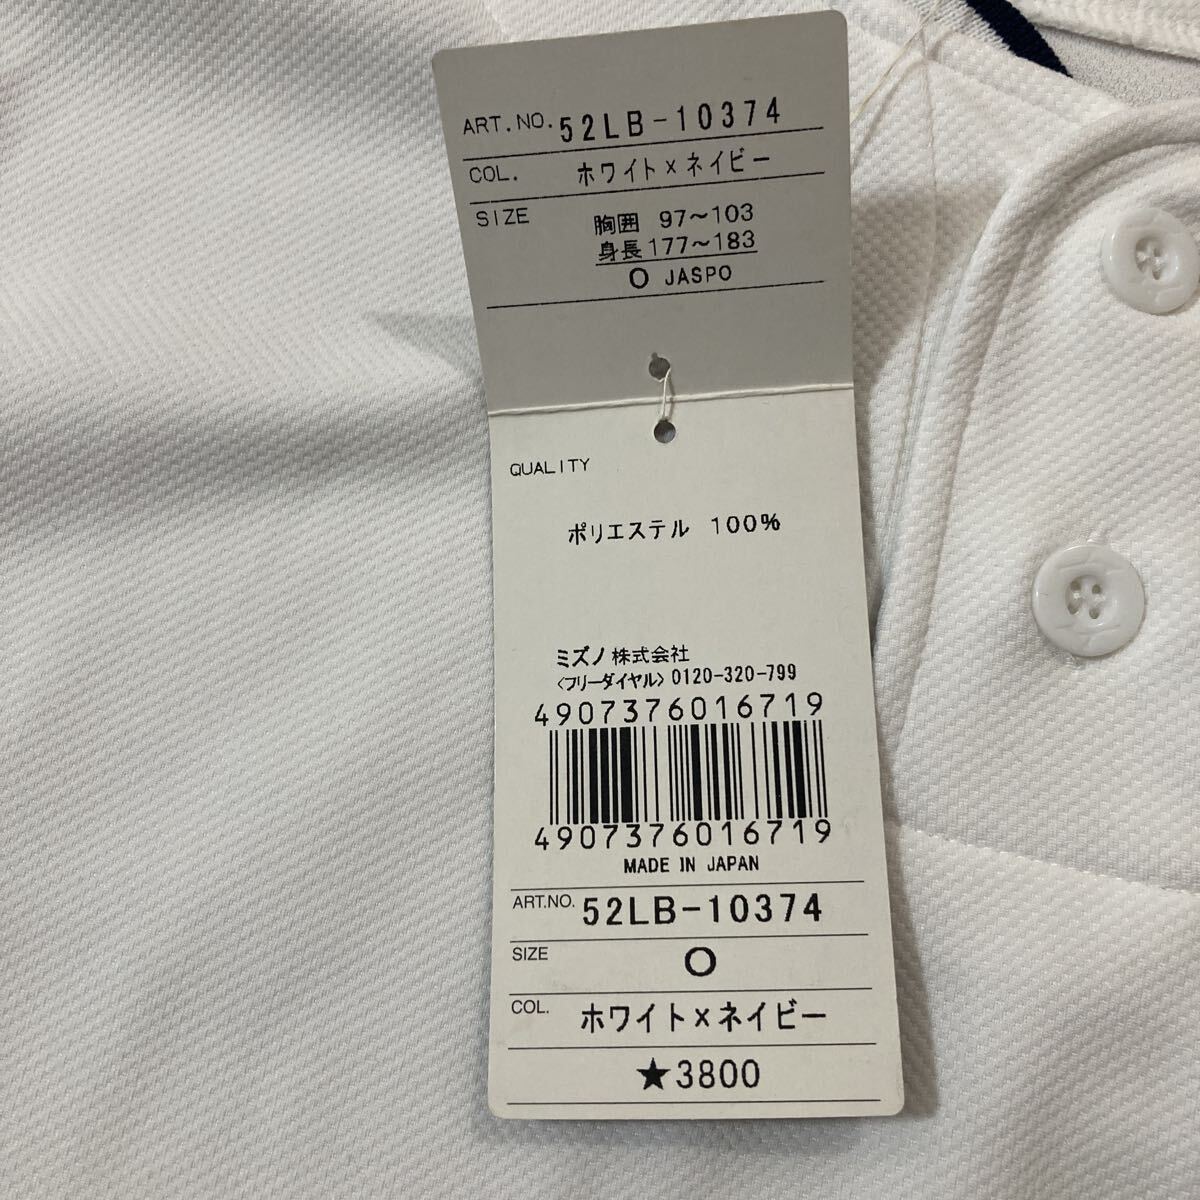 ART.NO. 52LB-10374
COL. ホワイト×ネイビー
SIZE 胸囲 97~103
身長 177~183
O JASPO
QUALITY
ポリエステル 100%
ミズノ株式会社
〈フリーダイヤル〉0120-320-799
4907376016719
4907376016719
MADE IN JAPAN
ART.NO. 52LB-10374
SIZE O
COL. ホワイト×ネイビー
★3800